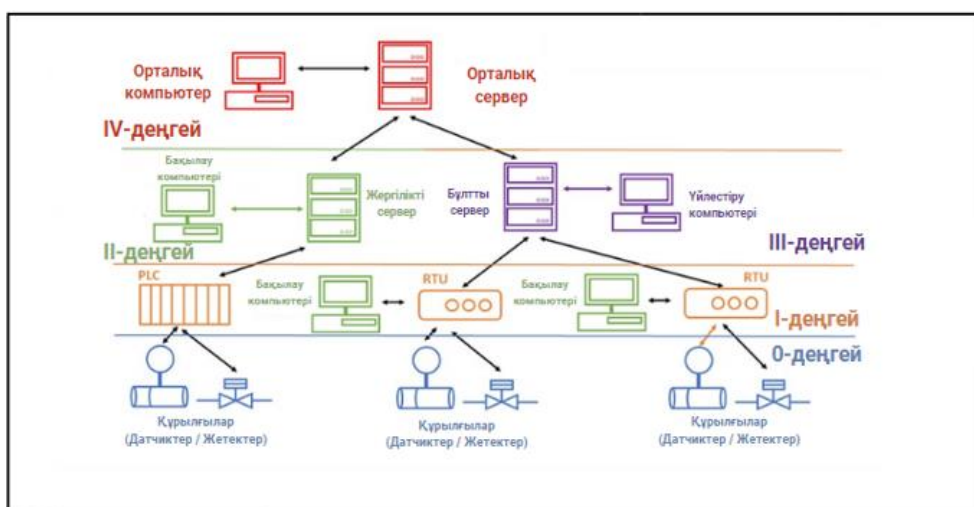 Орталық
компьютер
Орталық
сервер
IV-деңгей
Бақылау
компьютері
Жергілікті
сервер
Бұлтты
сервер
Үйлестіру
компьютері
II-деңгей
III-деңгей
PLC
Бақылау
компьютері
RTU
Бақылау
компьютері
RTU
I-деңгей
0-деңгей
Құрылғылар
(Датчиктер / Жетектер)
Құрылғылар
(Датчиктер / Жетектер)
Құрылғылар
(Датчиктер / Жетектер)